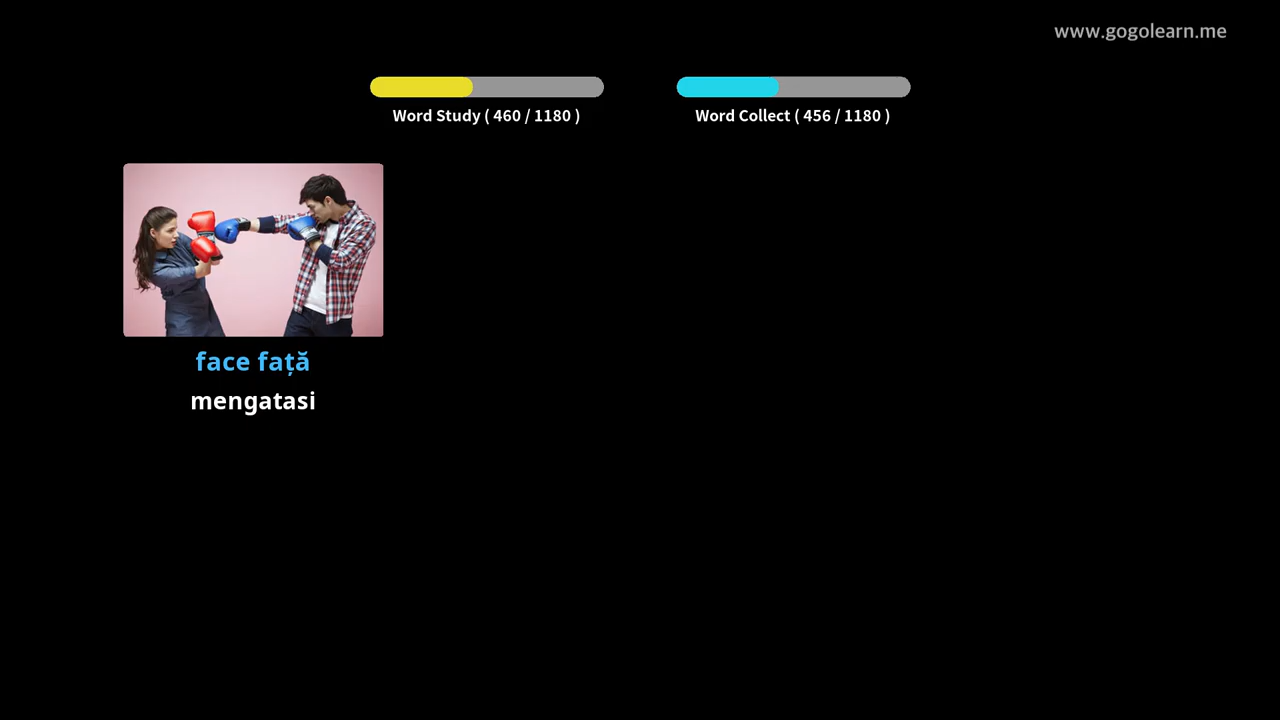 www.gogolearn.me
Word Study ( 460 / 1180 )
Word Collect ( 456 / 1180 )
face față
mengatasi